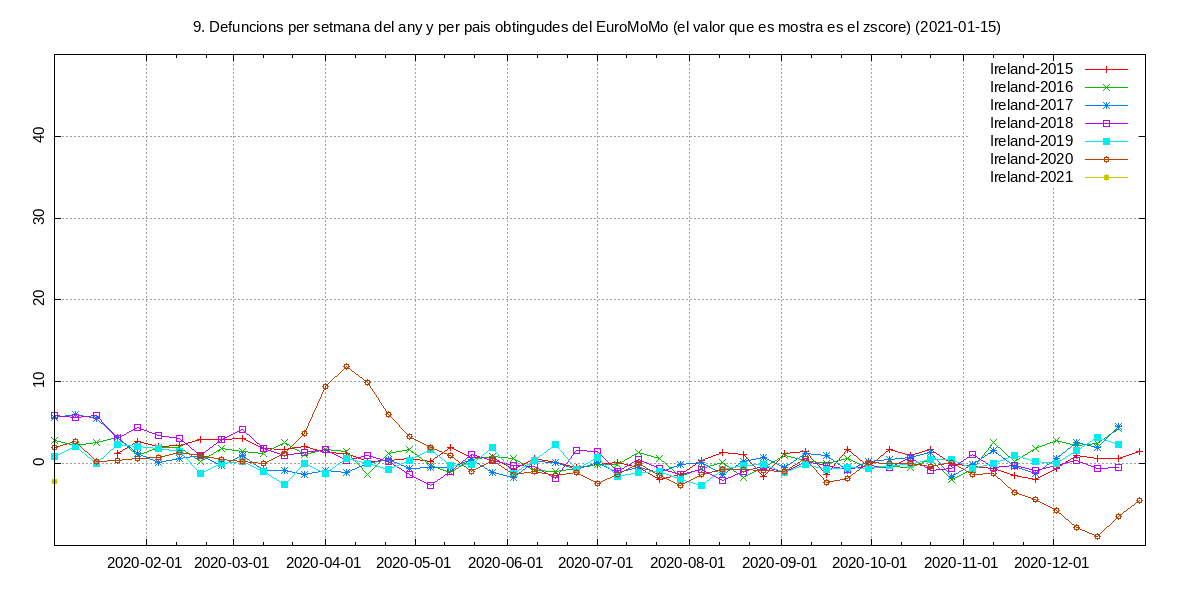 9. Defuncions per setmana del any y per pais obtingudes del EuroMoMo (el valor que es mostra es el zscore) (2021-01-15)
Ireland-2015
Ireland-2016
Ireland-2017
Ireland-2018
Ireland-2019
Ireland-2020
Ireland-2021
40
30
20
10
0
2020-02-01 2020-03-01 2020-04-01 2020-05-01 2020-06-01 2020-07-01 2020-08-01 2020-09-01 2020-10-01 2020-11-01 2020-12-01